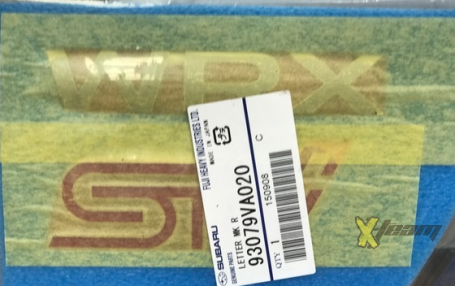 WRX
STI
FUJI HEAVY INDUSTRIES LTD.
MADE IN JAPAN
SUBARU
GENUINE PARTS
LETTER MK R
93079VA020
C
QTY 1
150908
Xteam